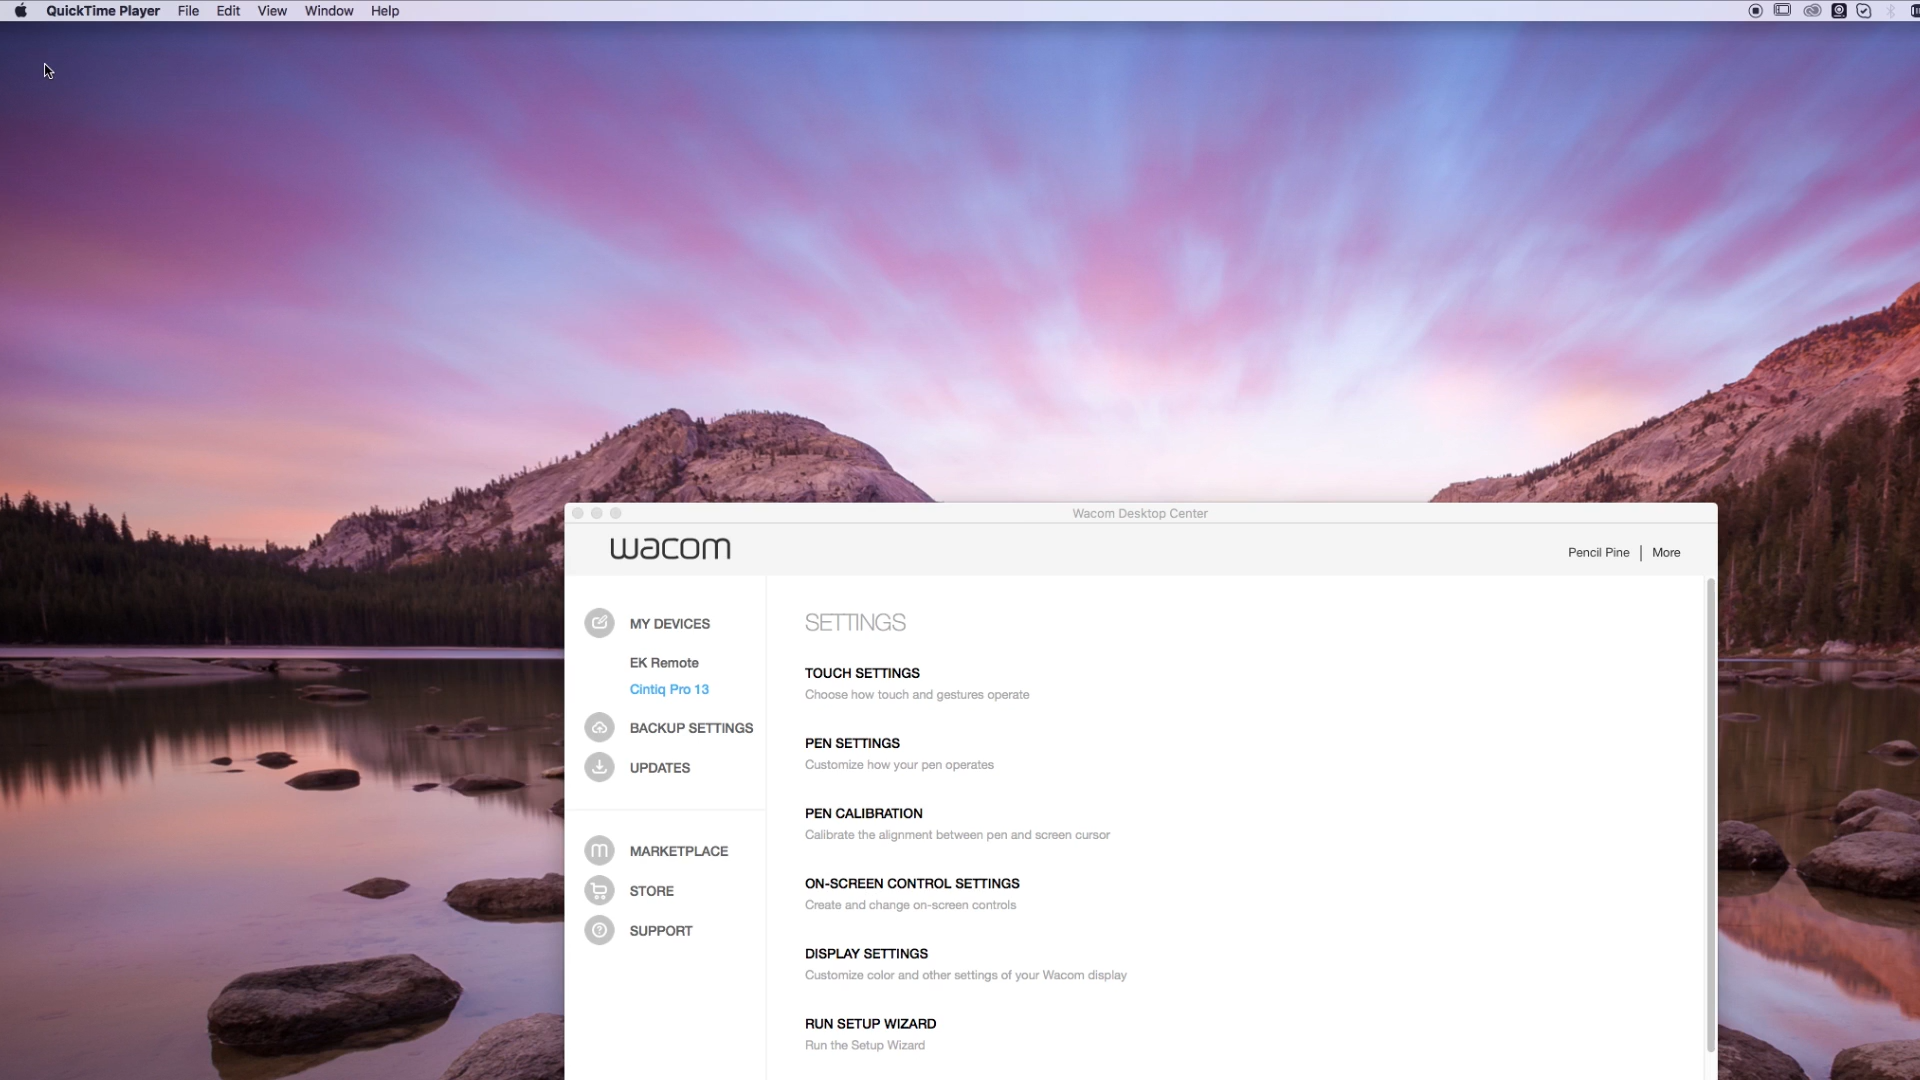 QuickTime Player File Edit View Window Help
Wacom Desktop Center
wacom
Pencil Pine | More
MY DEVICES
EK Remote
Cintiq Pro 13
BACKUP SETTINGS
UPDATES
MARKETPLACE
STORE
SUPPORT
SETTINGS
TOUCH SETTINGS
Choose how touch and gestures operate
PEN SETTINGS
Customize how your pen operates
PEN CALIBRATION
Calibrate the alignment between pen and screen cursor
ON-SCREEN CONTROL SETTINGS
Create and change on-screen controls
DISPLAY SETTINGS
Customize color and other settings of your Wacom display
RUN SETUP WIZARD
Run the Setup Wizard